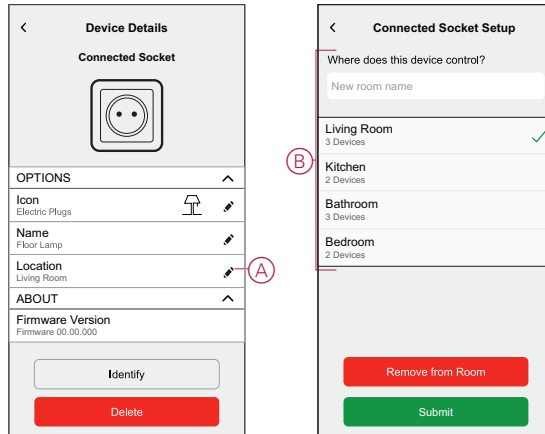 Device Details
Connected Socket
OPTIONS
Icon
Electric Plugs
Name
Floor Lamp
Location
Living Room
A
ABOUT
Firmware Version
Firmware 00.00.000
Identify
Delete
Connected Socket Setup
Where does this device control?
New room name
B
Living Room
3 Devices
Kitchen
2 Devices
Bathroom
3 Devices
Bedroom
2 Devices
Remove from Room
Submit